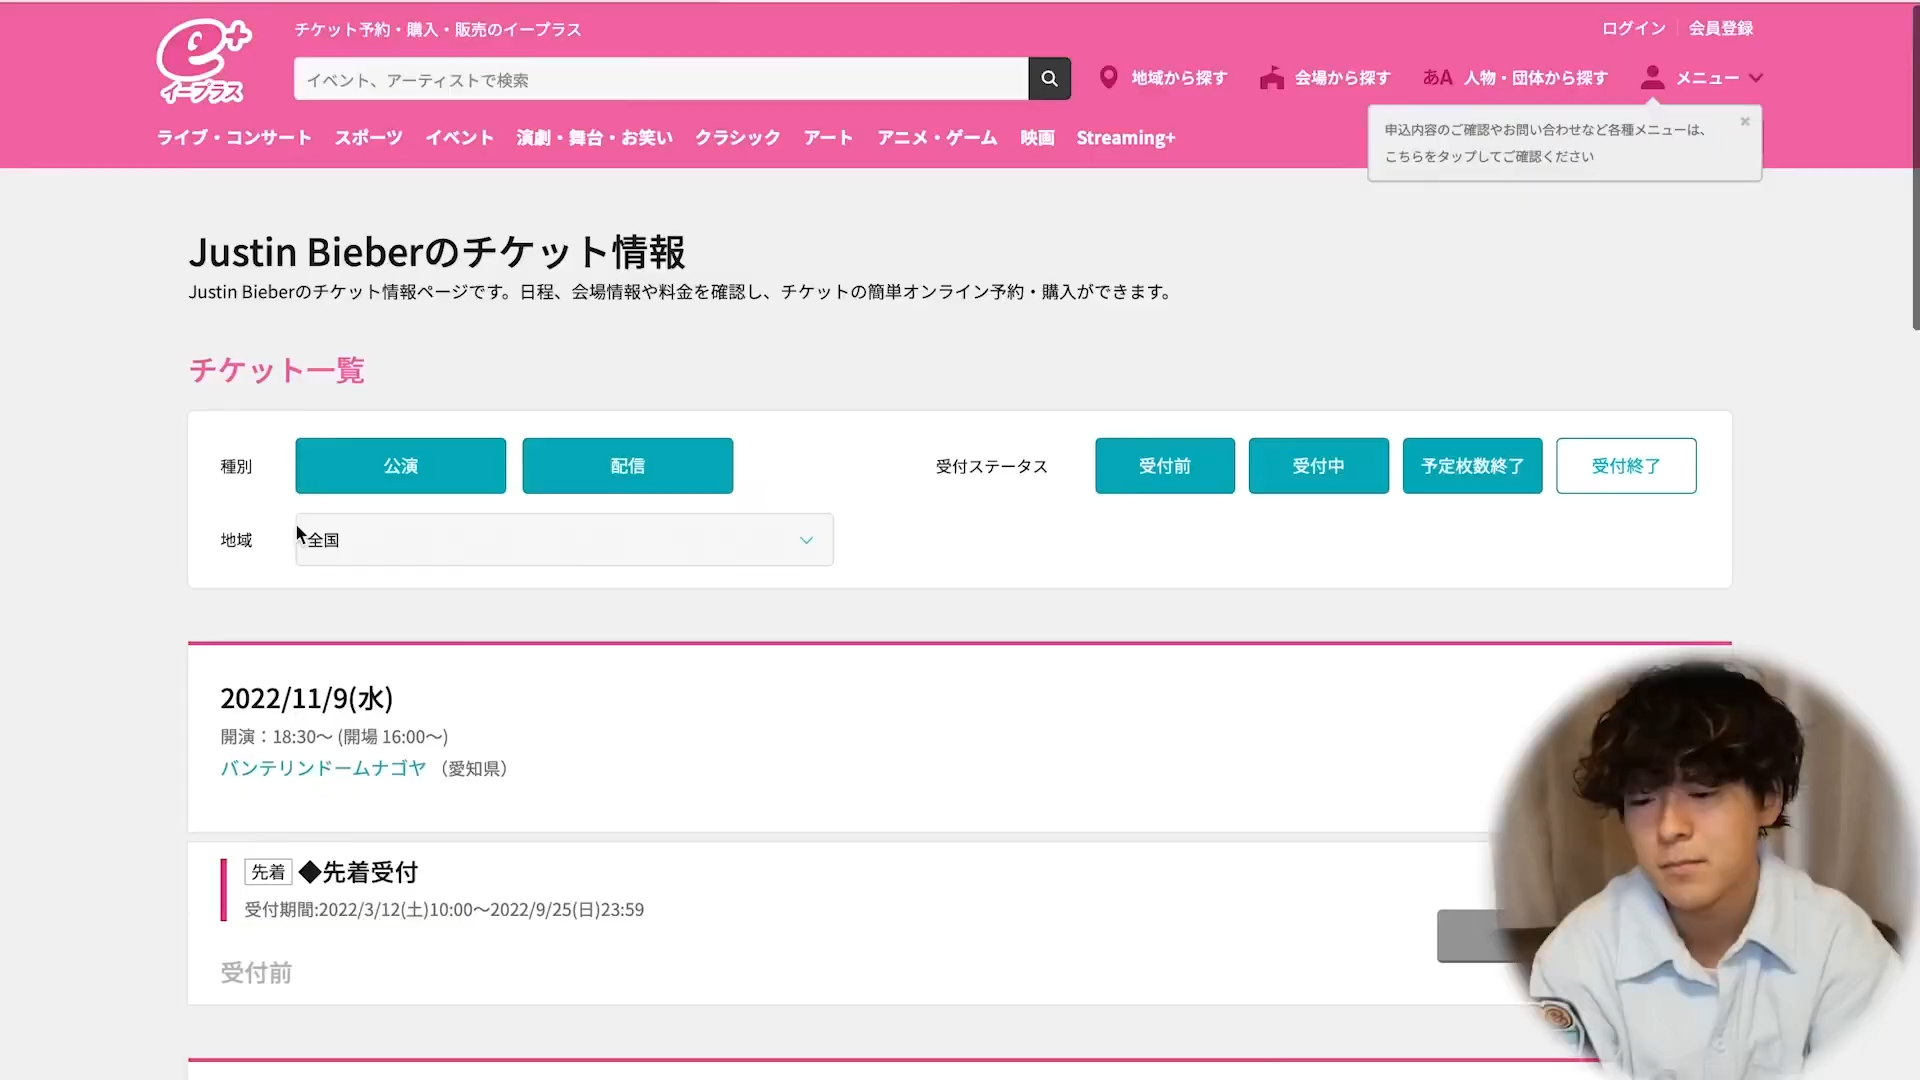 e+
イープラス
チケット予約・購入・販売のイープラス
ログイン
会員登録
イベント、アーティストで検索
地域から探す
会場から探す
あA 人物・団体から探す
メニュー
ライブ・コンサート スポーツ イベント 演劇・舞台・お笑い クラシック アート アニメ・ゲーム 映画 Streaming+
申込内容のご確認やお問い合わせなど各種メニューは、
こちらをタップしてご確認ください
Justin Bieberのチケット情報
Justin Bieberのチケット情報ページです。日程、会場情報や料金を確認し、チケットの簡単オンライン予約・購入ができます。
チケット一覧
種別 公演 配信 受付ステータス 受付前 受付中 予定枚数終了 受付終了
地域 全国
2022/11/9(水)
開演：18:30～ (開場 16:00～)
バンテリンドームナゴヤ （愛知県）
先着 ◆先着受付
受付期間:2022/3/12(土)10:00～2022/9/25(日)23:59
受付前